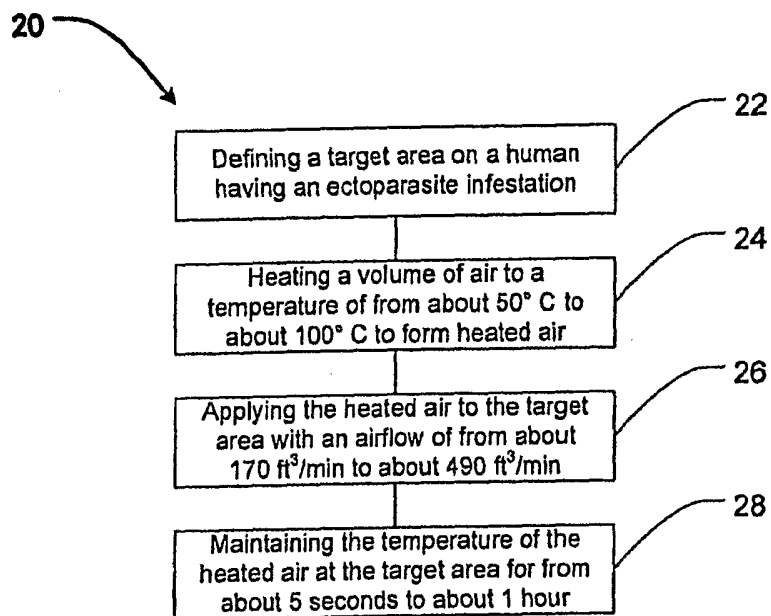 20
22
Defining a target area on a human
having an ectoparasite infestation
24
Heating a volume of air to a
temperature of from about 50° C to
about 100° C to form heated air
26
Applying the heated air to the target
area with an airflow of from about
170 ft³/min to about 490 ft³/min
28
Maintaining the temperature of the
heated air at the target area for from
about 5 seconds to about 1 hour